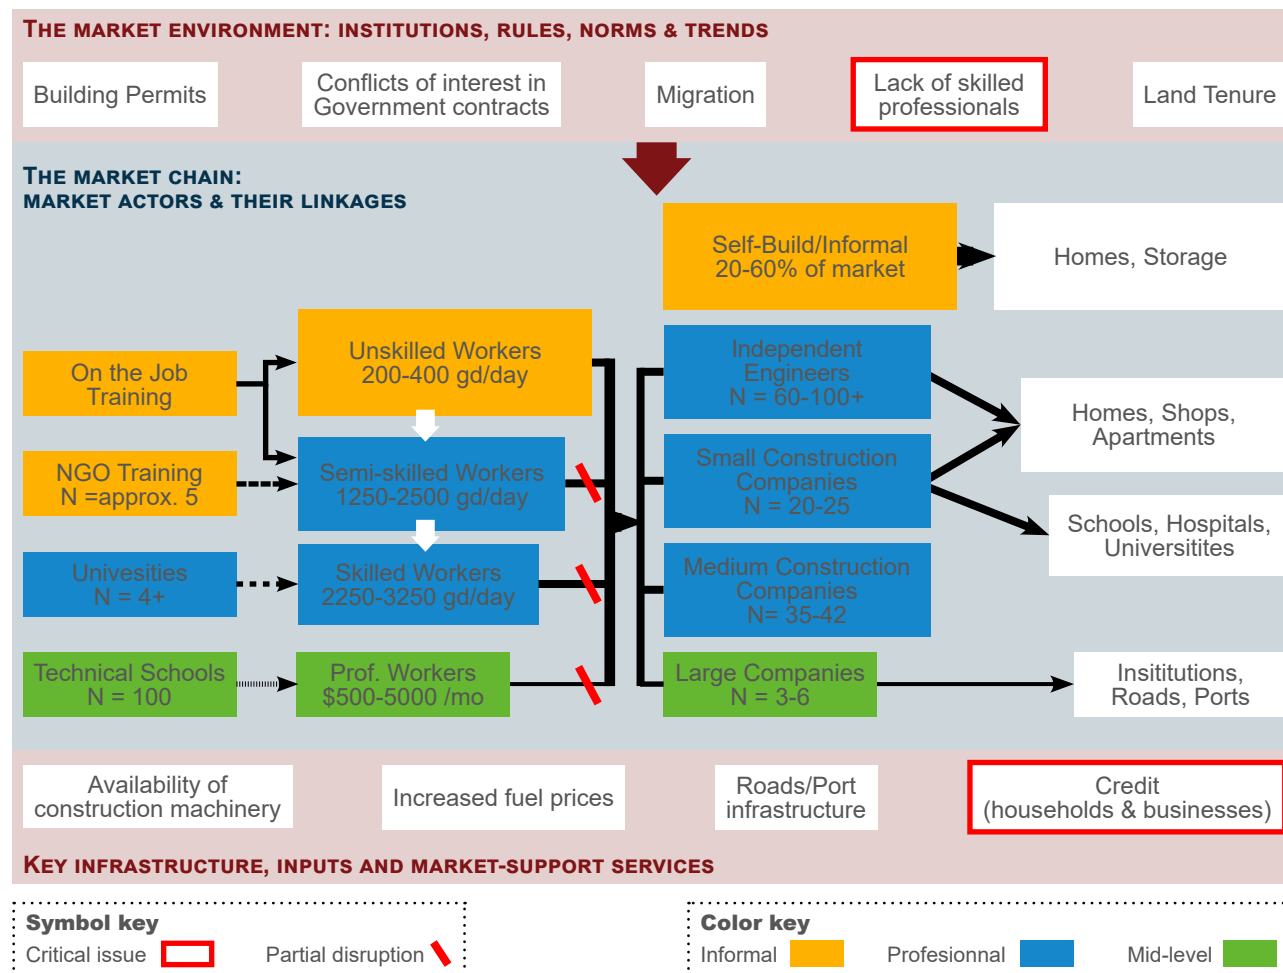 THE MARKET ENVIRONMENT: INSTITUTIONS, RULES, NORMS & TRENDS
Building Permits
Conflicts of interest in
Government contracts
Migration
Lack of skilled
professionals
Land Tenure
THE MARKET CHAIN:
MARKET ACTORS & THEIR LINKAGES
Self-Build/Informal
20-60% of market
Homes, Storage
On the Job
Training
Unskilled Workers
200-400 gd/day
Independent
Engineers
N = 60-100+
Homes, Shops,
Apartments
NGO Training
N =approx. 5
Semi-skilled Workers
1250-2500 gd/day
Small Construction
Companies
N = 20-25
Schools, Hospitals,
Universitites
Univesities
N = 4+
Skilled Workers
2250-3250 gd/day
Medium Construction
Companies
N= 35-42
Technical Schools
N = 100
Prof. Workers
$500-5000 /mo
Large Companies
N = 3-6
Insititutions,
Roads, Ports
Availability of
construction machinery
Increased fuel prices
Roads/Port
infrastructure
Credit
(households & businesses)
KEY INFRASTRUCTURE, INPUTS AND MARKET-SUPPORT SERVICES
Symbol key
Critical issue
Partial disruption
Color key
Informal
Profesionnal
Mid-level